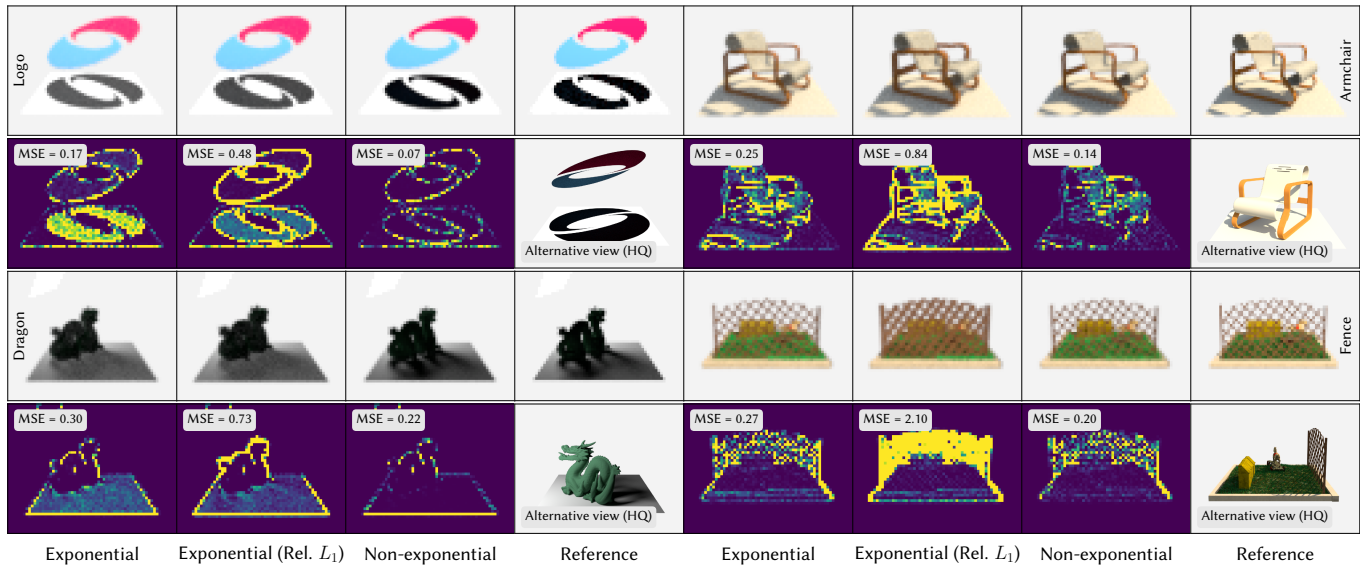 Logo
Armchair
MSE = 0.17
MSE = 0.48
MSE = 0.07
Alternative view (HQ)
MSE = 0.25
MSE = 0.84
MSE = 0.14
Alternative view (HQ)
Dragon
Fence
MSE = 0.30
MSE = 0.73
MSE = 0.22
Alternative view (HQ)
MSE = 0.27
MSE = 2.10
MSE = 0.20
Alternative view (HQ)
Exponential
Exponential (Rel. L₁)
Non-exponential
Reference
Exponential
Exponential (Rel. L₁)
Non-exponential
Reference